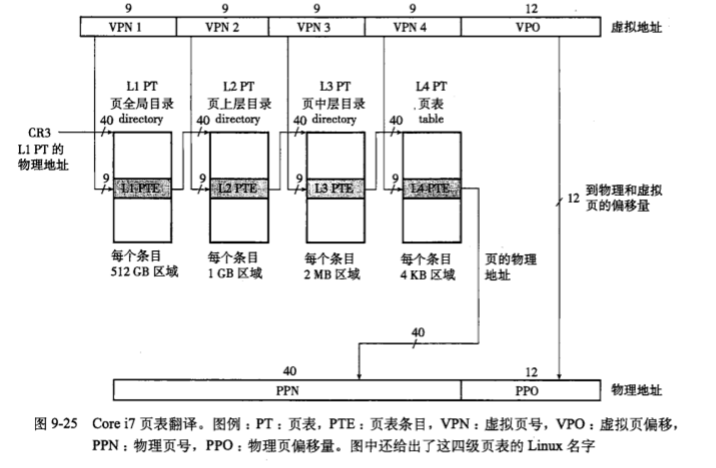 9 9 9 9 12
VPN 1 VPN 2 VPN 3 VPN 4 VPO 虚拟地址
L1 PT L2 PT L3 PT L4 PT
页全局目录 页上层目录 页中层目录 页表
40 directory 40 directory 40 directory 40 table
CR3
L1 PT 的
物理地址
9 L1 PTE 9 L2 PTE 9 L3 PTE 9 L4 PTE
12 到物理和虚拟
页的偏移量
每个条目 每个条目 每个条目 每个条目 页的物理
512 GB 区域 1 GB 区域 2 MB 区域 4 KB 区域 地址
40
40 12
PPN PPO 物理地址
图 9-25 Core i7 页表翻译。图例：PT：页表，PTE：页表条目，VPN：虚拟页号，VPO：虚拟页偏移，
PPN：物理页号，PPO：物理页偏移量。图中还给出了这四级页表的 Linux 名字